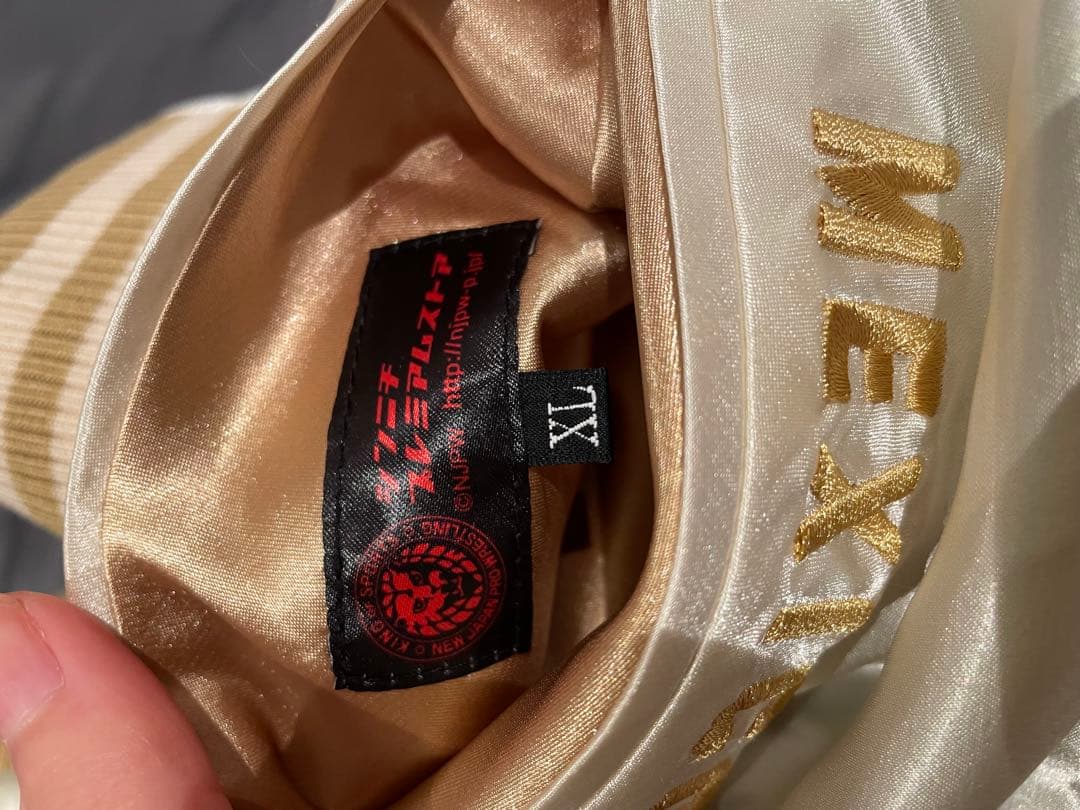 シンニチ
プレミアムストア
©NJPW http://njpw-p.jp/
KING OF SPORTS
NEW JAPAN PRO-WRESTLING
XL
MEXI